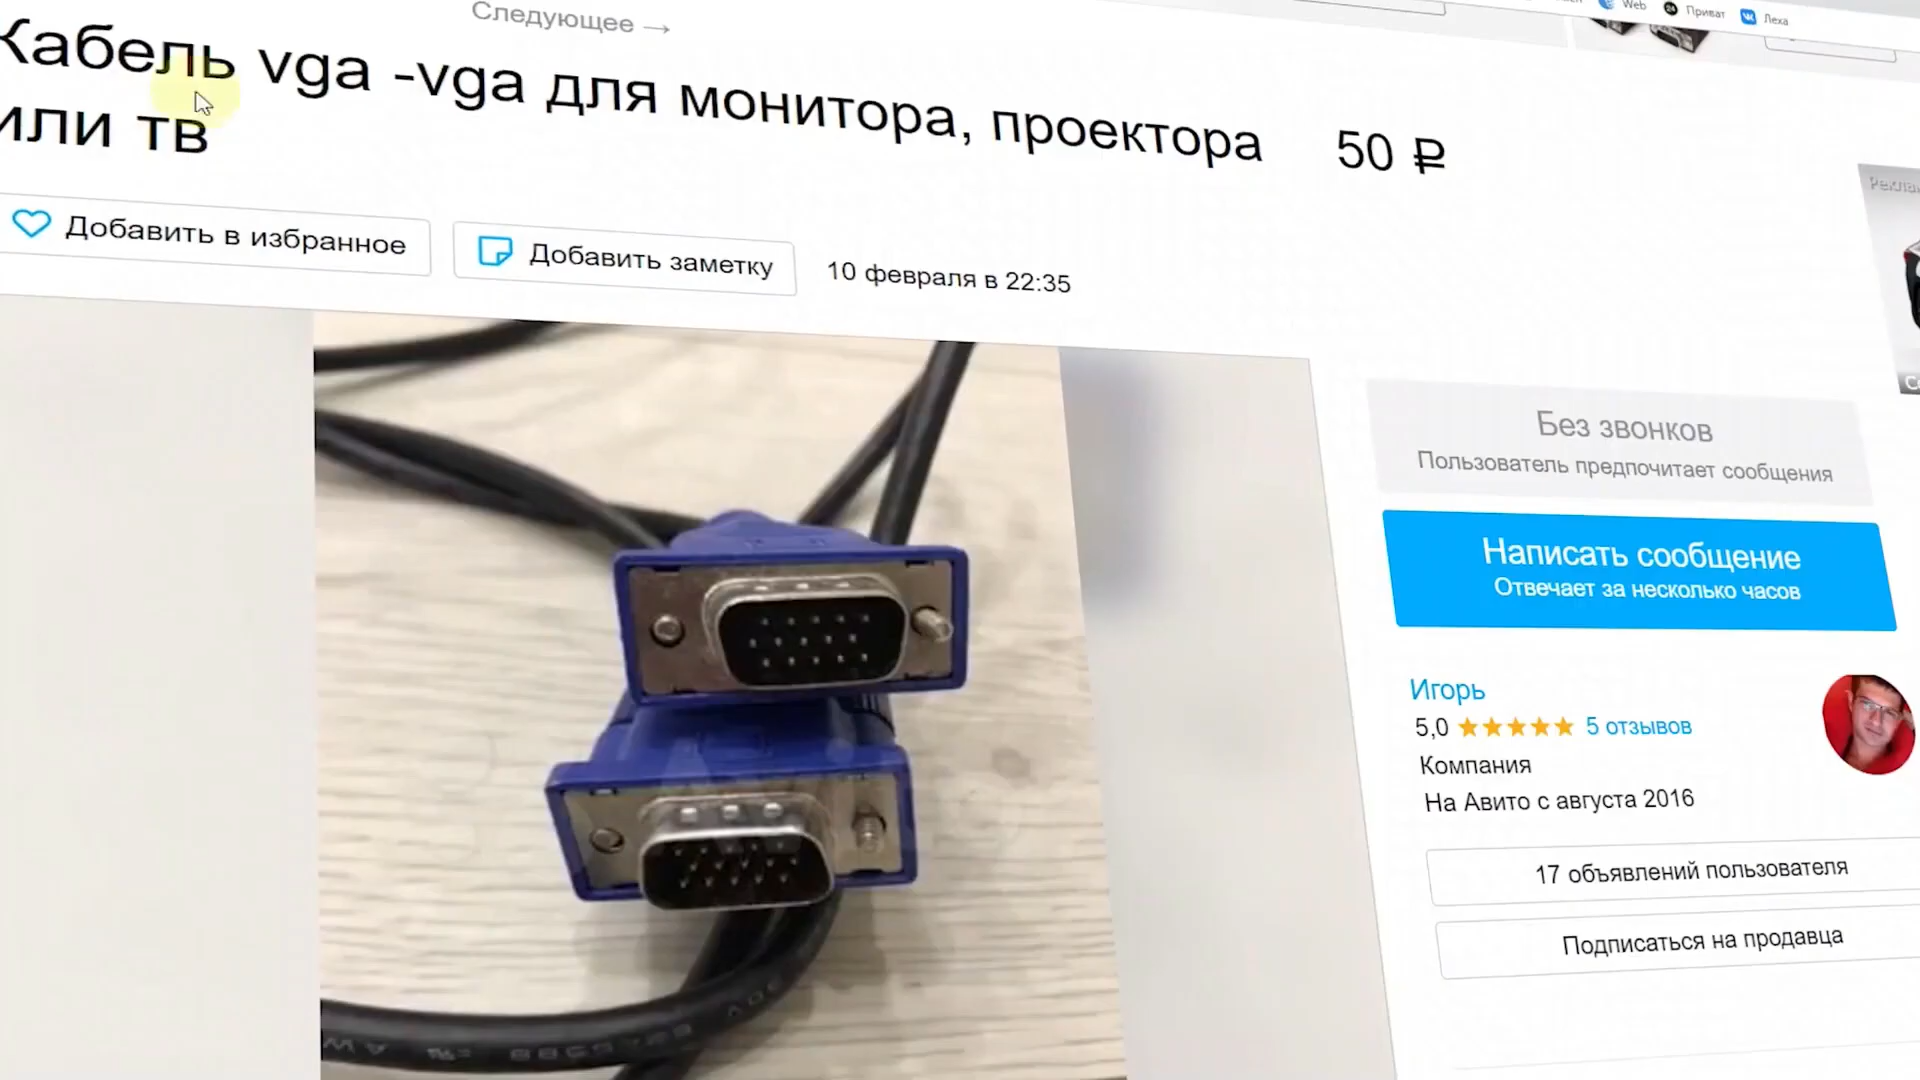 Следующее →
Web
Приват
Леха
Кабель vga -vga для монитора, проектора
или тв
50 ₽
Добавить в избранное
Добавить заметку
10 февраля в 22:35
Без звонков
Пользователь предпочитает сообщения
Написать сообщение
Отвечает за несколько часов
Игорь
5,0
5 отзывов
Компания
На Авито с августа 2016
17 объявлений пользователя
Подписаться на продавца